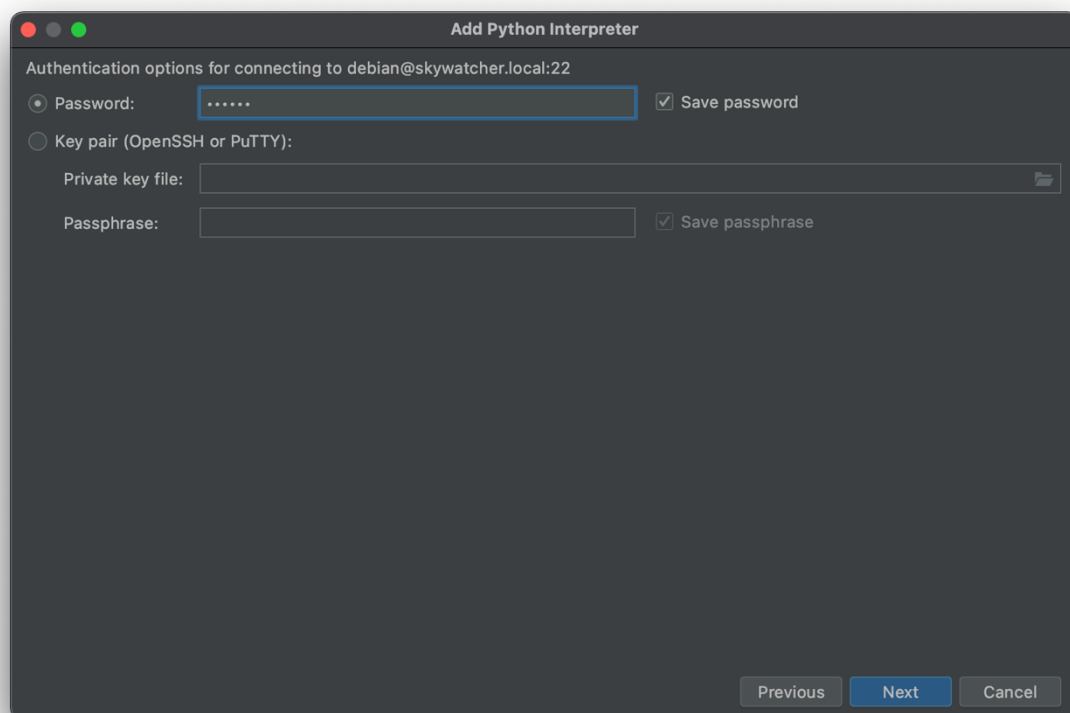 Add Python Interpreter
Authentication options for connecting to debian@skywatcher.local:22
Password: •••••• Save password
Key pair (OpenSSH or PuTTY):
Private key file:
Passphrase: Save passphrase
Previous Next Cancel